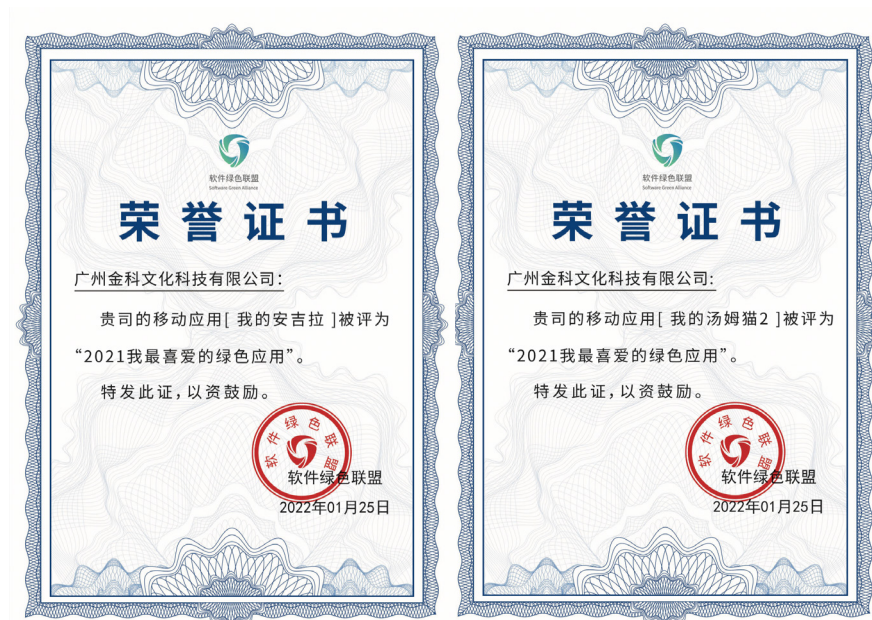 软件绿色联盟
Software Green Alliance
荣誉证书
广州金科文化科技有限公司：
贵司的移动应用[ 我的安吉拉 ]被评为
“2021我最喜爱的绿色应用”。
特发此证，以资鼓励。
软件绿色联盟
软件绿色联盟
2022年01月25日
软件绿色联盟
Software Green Alliance
荣誉证书
广州金科文化科技有限公司:
贵司的移动应用[ 我的汤姆猫2 ]被评为
“2021我最喜爱的绿色应用”。
特发此证，以资鼓励。
软件绿色联盟
软件绿色联盟
2022年01月25日